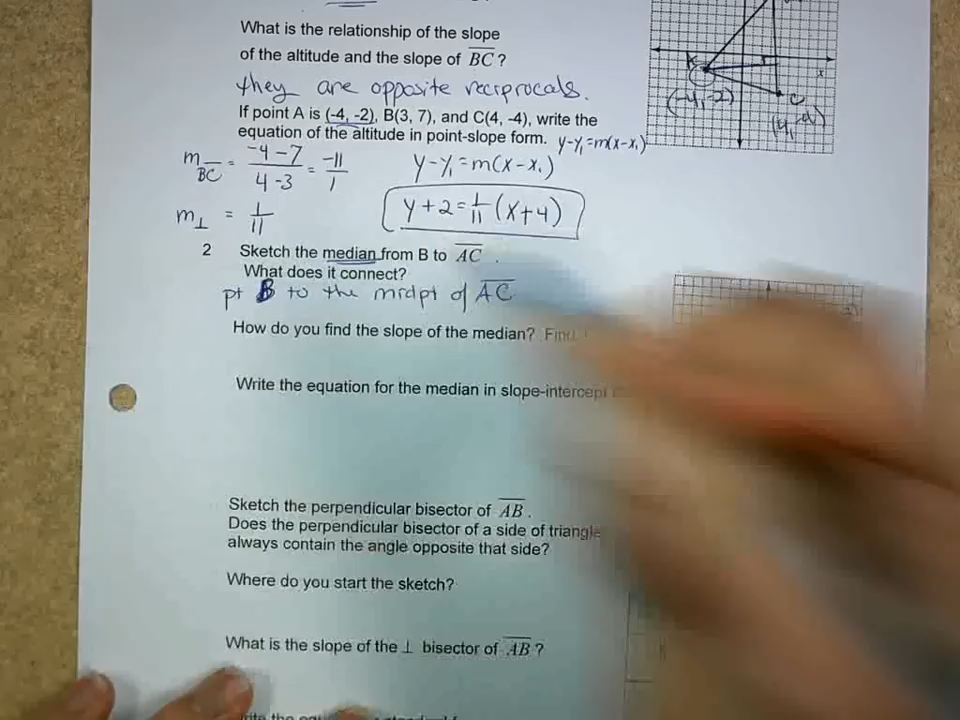 What is the relationship of the slope
of the altitude and the slope of BC?
they are opposite reciprocals.
If point A is (-4, -2), B(3, 7), and C(4, -4), write the
equation of the altitude in point-slope form. y-y₁=m(x-x₁)
m BC = -4-7 / 4-3 = -11 / 1
y-y₁=m(x-x₁)
m⊥ = 1/11
y+2=1/11(x+4)
(-4,-2)
C
x
2 Sketch the median from B to AC.
What does it connect?
pt B to the midpt of AC
How do you find the slope of the median?
Write the equation for the median in slope-intercept
Sketch the perpendicular bisector of AB.
Does the perpendicular bisector of a side of triangle
always contain the angle opposite that side?
Where do you start the sketch?
What is the slope of the ⊥ bisector of AB?